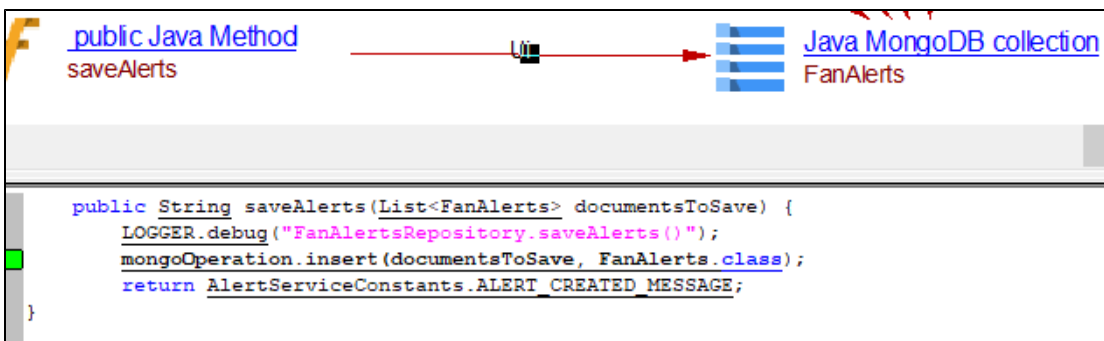 public Java Method
saveAlerts
Ui
Java MongoDB collection
FanAlerts
public String saveAlerts(List<FanAlerts> documentsToSave) {
LOGGER.debug("FanAlertsRepository.saveAlerts()");
mongoOperation.insert(documentsToSave, FanAlerts.class);
return AlertServiceConstants.ALERT_CREATED_MESSAGE;
}